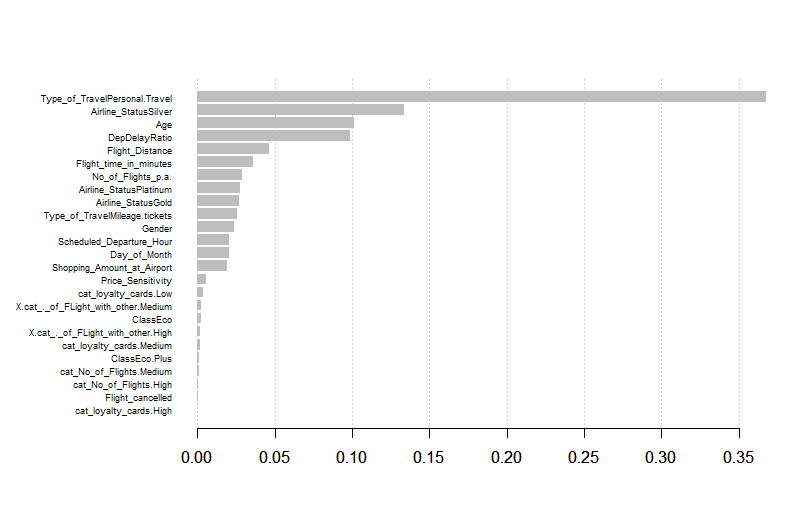 Type_of_TravelPersonal.Travel
Airline_StatusSilver
Age
DepDelayRatio
Flight_Distance
Flight_time_in_minutes
No_of_Flights_p.a.
Airline_StatusPlatinum
Airline_StatusGold
Type_of_TravelMileage.tickets
Gender
Scheduled_Departure_Hour
Day_of_Month
Shopping_Amount_at_Airport
Price_Sensitivity
cat_loyalty_cards.Low
X.cat_._of_FLight_with_other.Medium
ClassEco
X.cat_._of_FLight_with_other.High
cat_loyalty_cards.Medium
ClassEco.Plus
cat_No_of_Flights.Medium
cat_No_of_Flights.High
Flight_cancelled
cat_loyalty_cards.High
0.00 0.05 0.10 0.15 0.20 0.25 0.30 0.35